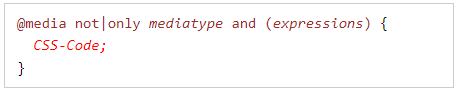 @media not|only mediatype and (expressions) {
  CSS-Code;
}